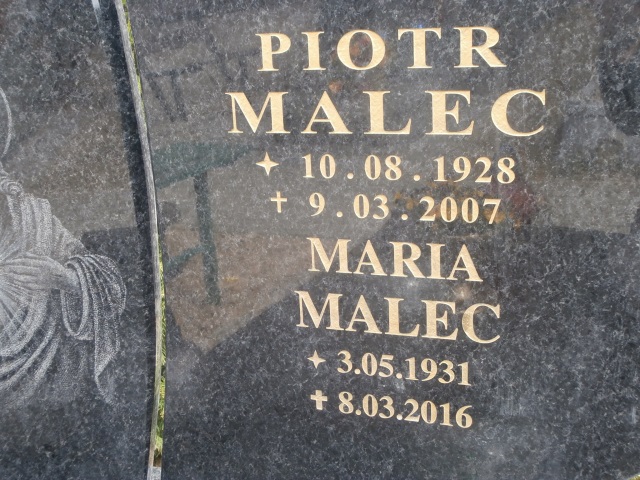 PIOTR
MALEC
✦ 10.08.1928
† 9.03.2007
MARIA
MALEC
✦ 3.05.1931
✝ 8.03.2016